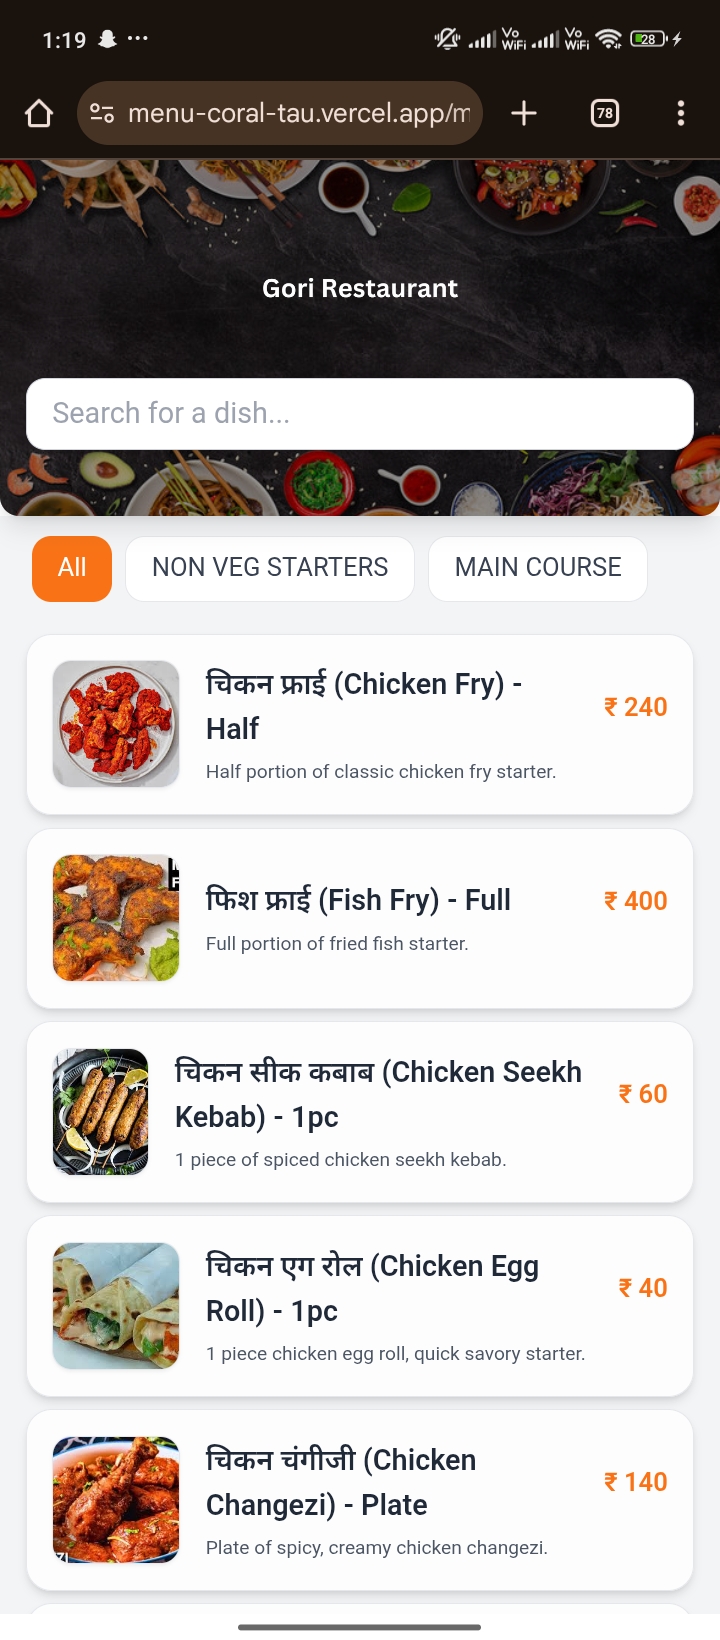 1:19
Vo WiFi
Vo WiFi
28
menu-coral-tau.vercel.app/m
78
Gori Restaurant
Search for a dish...
All
NON VEG STARTERS
MAIN COURSE
चिकन फ्राई (Chicken Fry) -
Half
₹ 240
Half portion of classic chicken fry starter.
फिश फ्राई (Fish Fry) - Full
₹ 400
Full portion of fried fish starter.
चिकन सीक कबाब (Chicken Seekh
Kebab) - 1pc
₹ 60
1 piece of spiced chicken seekh kebab.
चिकन एग रोल (Chicken Egg
Roll) - 1pc
₹ 40
1 piece chicken egg roll, quick savory starter.
चिकन चंगीजी (Chicken
Changezi) - Plate
₹ 140
Plate of spicy, creamy chicken changezi.